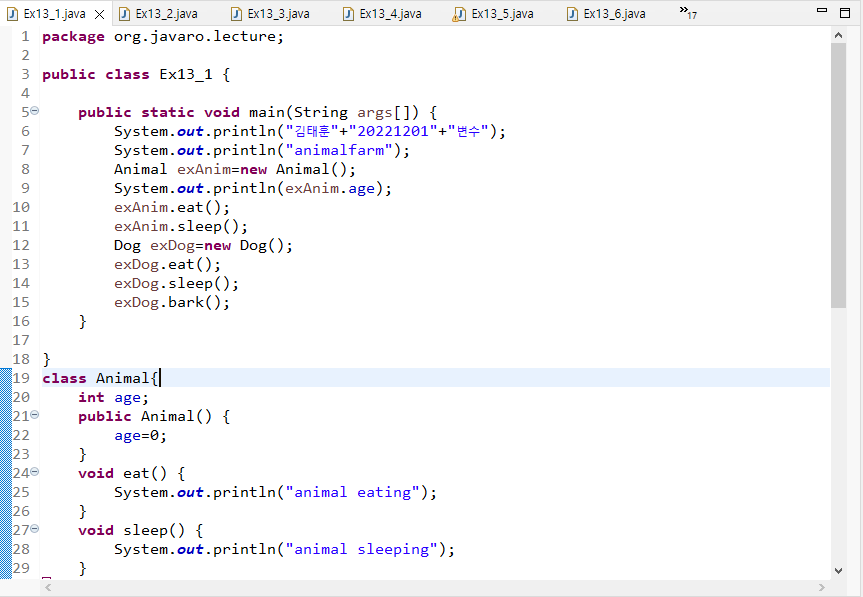 Ex13_1.java Ex13_2.java Ex13_3.java Ex13_4.java Ex13_5.java Ex13_6.java »17
1 package org.javaro.lecture;
2
3 public class Ex13_1 {
4
5 public static void main(String args[]) {
6 System.out.println("김태훈"+"20221201"+"변수");
7 System.out.println("animalfarm");
8 Animal exAnim=new Animal();
9 System.out.println(exAnim.age);
10 exAnim.eat();
11 exAnim.sleep();
12 Dog exDog=new Dog();
13 exDog.eat();
14 exDog.sleep();
15 exDog.bark();
16 }
17
18 }
19 class Animal{
20 int age;
21 public Animal() {
22 age=0;
23 }
24 void eat() {
25 System.out.println("animal eating");
26 }
27 void sleep() {
28 System.out.println("animal sleeping");
29 }